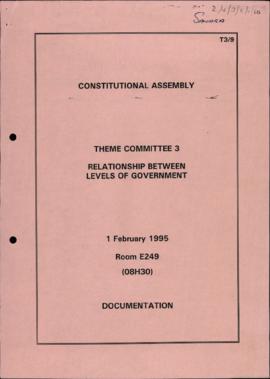 T3/9
CONSTITUTIONAL ASSEMBLY
THEME COMMITTEE 3
RELATIONSHIP BETWEEN
LEVELS OF GOVERNMENT
1 February 1995
Room E249
(08H30)
DOCUMENTATION